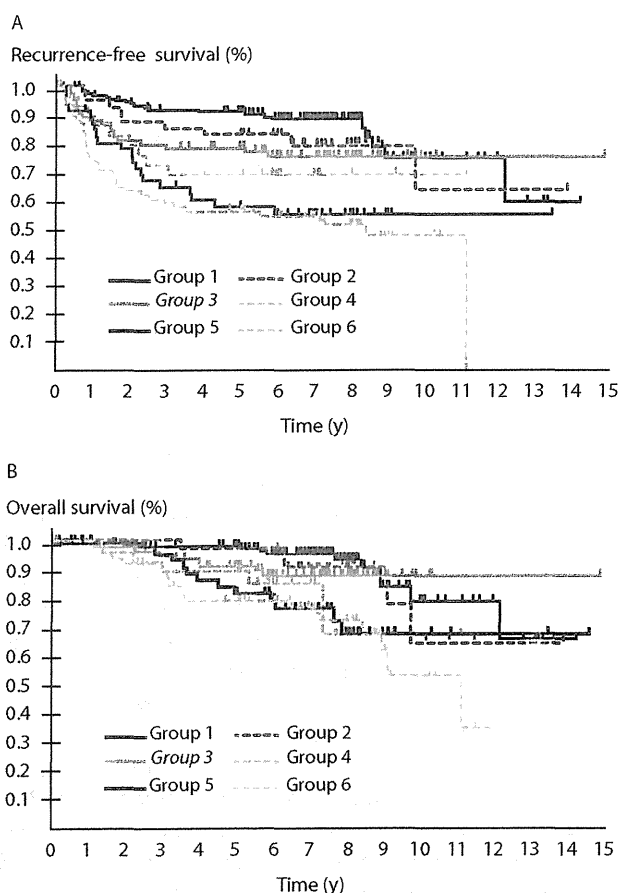 A
Recurrence-free survival (%)
1.0
0.9
0.8
0.7
0.6
0.5
0.4
0.3
0.2
0.1
Group 1
Group 2
Group 3
Group 4
Group 5
Group 6
0 1 2 3 4 5 6 7 8 9 10 11 12 13 14 15
Time (y)
B
Overall survival (%)
1.0
0.9
0.8
0.7
0.6
0.5
0.4
0.3
0.2
0.1
Group 1
Group 2
Group 3
Group 4
Group 5
Group 6
0 1 2 3 4 5 6 7 8 9 10 11 12 13 14 15
Time (y)